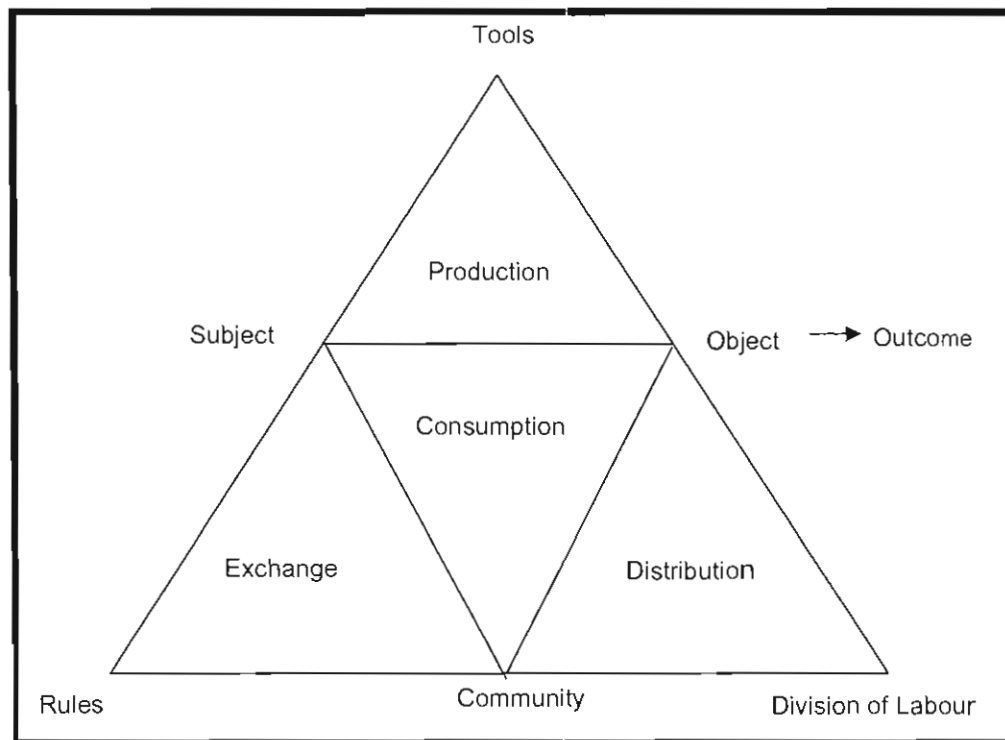 Tools
Production
Subject
Object
Outcome
Consumption
Exchange
Distribution
Rules
Community
Division of Labour